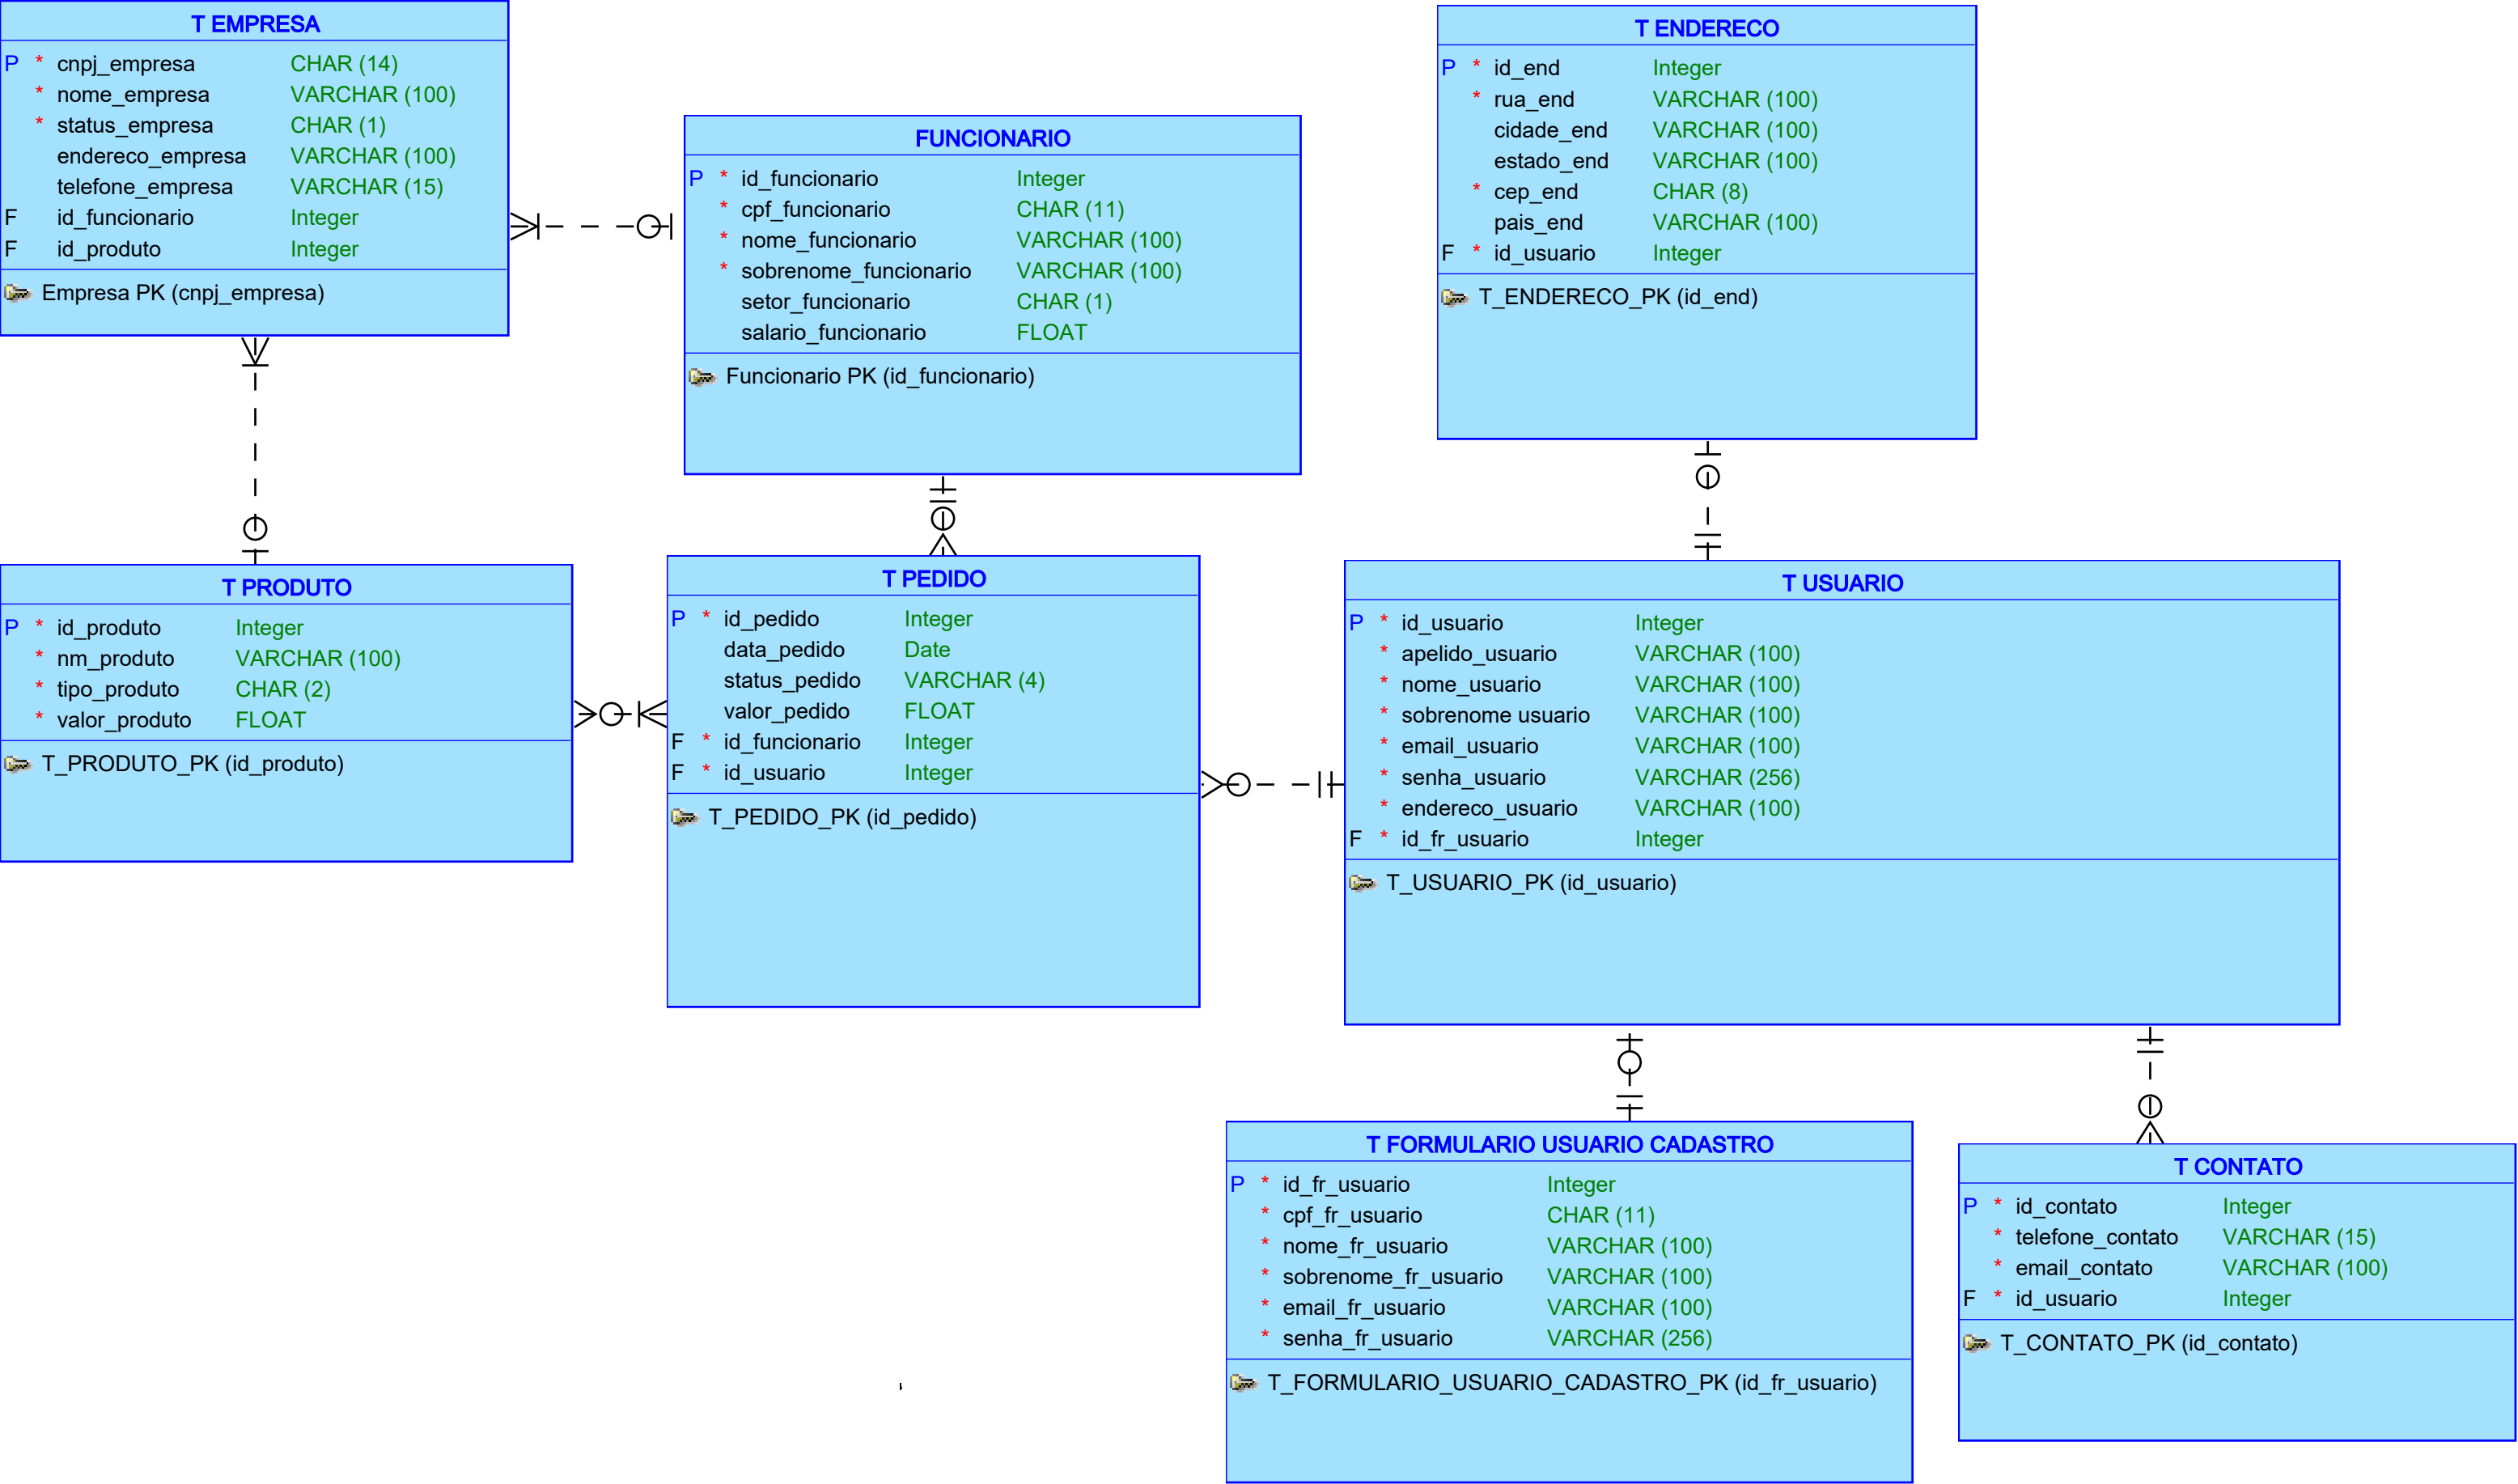 T EMPRESA
P * cnpj_empresa CHAR (14)
* nome_empresa VARCHAR (100)
* status_empresa CHAR (1)
endereco_empresa VARCHAR (100)
telefone_empresa VARCHAR (15)
F id_funcionario Integer
F id_produto Integer
Empresa PK (cnpj_empresa)
FUNCIONARIO
P * id_funcionario Integer
* cpf_funcionario CHAR (11)
* nome_funcionario VARCHAR (100)
* sobrenome_funcionario VARCHAR (100)
setor_funcionario CHAR (1)
salario_funcionario FLOAT
Funcionario PK (id_funcionario)
T ENDERECO
P * id_end Integer
* rua_end VARCHAR (100)
cidade_end VARCHAR (100)
estado_end VARCHAR (100)
* cep_end CHAR (8)
pais_end VARCHAR (100)
F * id_usuario Integer
T_ENDERECO_PK (id_end)
T PRODUTO
P * id_produto Integer
* nm_produto VARCHAR (100)
* tipo_produto CHAR (2)
* valor_produto FLOAT
T_PRODUTO_PK (id_produto)
T PEDIDO
P * id_pedido Integer
data_pedido Date
status_pedido VARCHAR (4)
valor_pedido FLOAT
F * id_funcionario Integer
F * id_usuario Integer
T_PEDIDO_PK (id_pedido)
T USUARIO
P * id_usuario Integer
* apelido_usuario VARCHAR (100)
* nome_usuario VARCHAR (100)
* sobrenome usuario VARCHAR (100)
* email_usuario VARCHAR (100)
* senha_usuario VARCHAR (256)
* endereco_usuario VARCHAR (100)
F * id_fr_usuario Integer
T_USUARIO_PK (id_usuario)
T FORMULARIO USUARIO CADASTRO
P * id_fr_usuario Integer
* cpf_fr_usuario CHAR (11)
* nome_fr_usuario VARCHAR (100)
* sobrenome_fr_usuario VARCHAR (100)
* email_fr_usuario VARCHAR (100)
* senha_fr_usuario VARCHAR (256)
T_FORMULARIO_USUARIO_CADASTRO_PK (id_fr_usuario)
T CONTATO
P * id_contato Integer
* telefone_contato VARCHAR (15)
* email_contato VARCHAR (100)
F * id_usuario Integer
T_CONTATO_PK (id_contato)